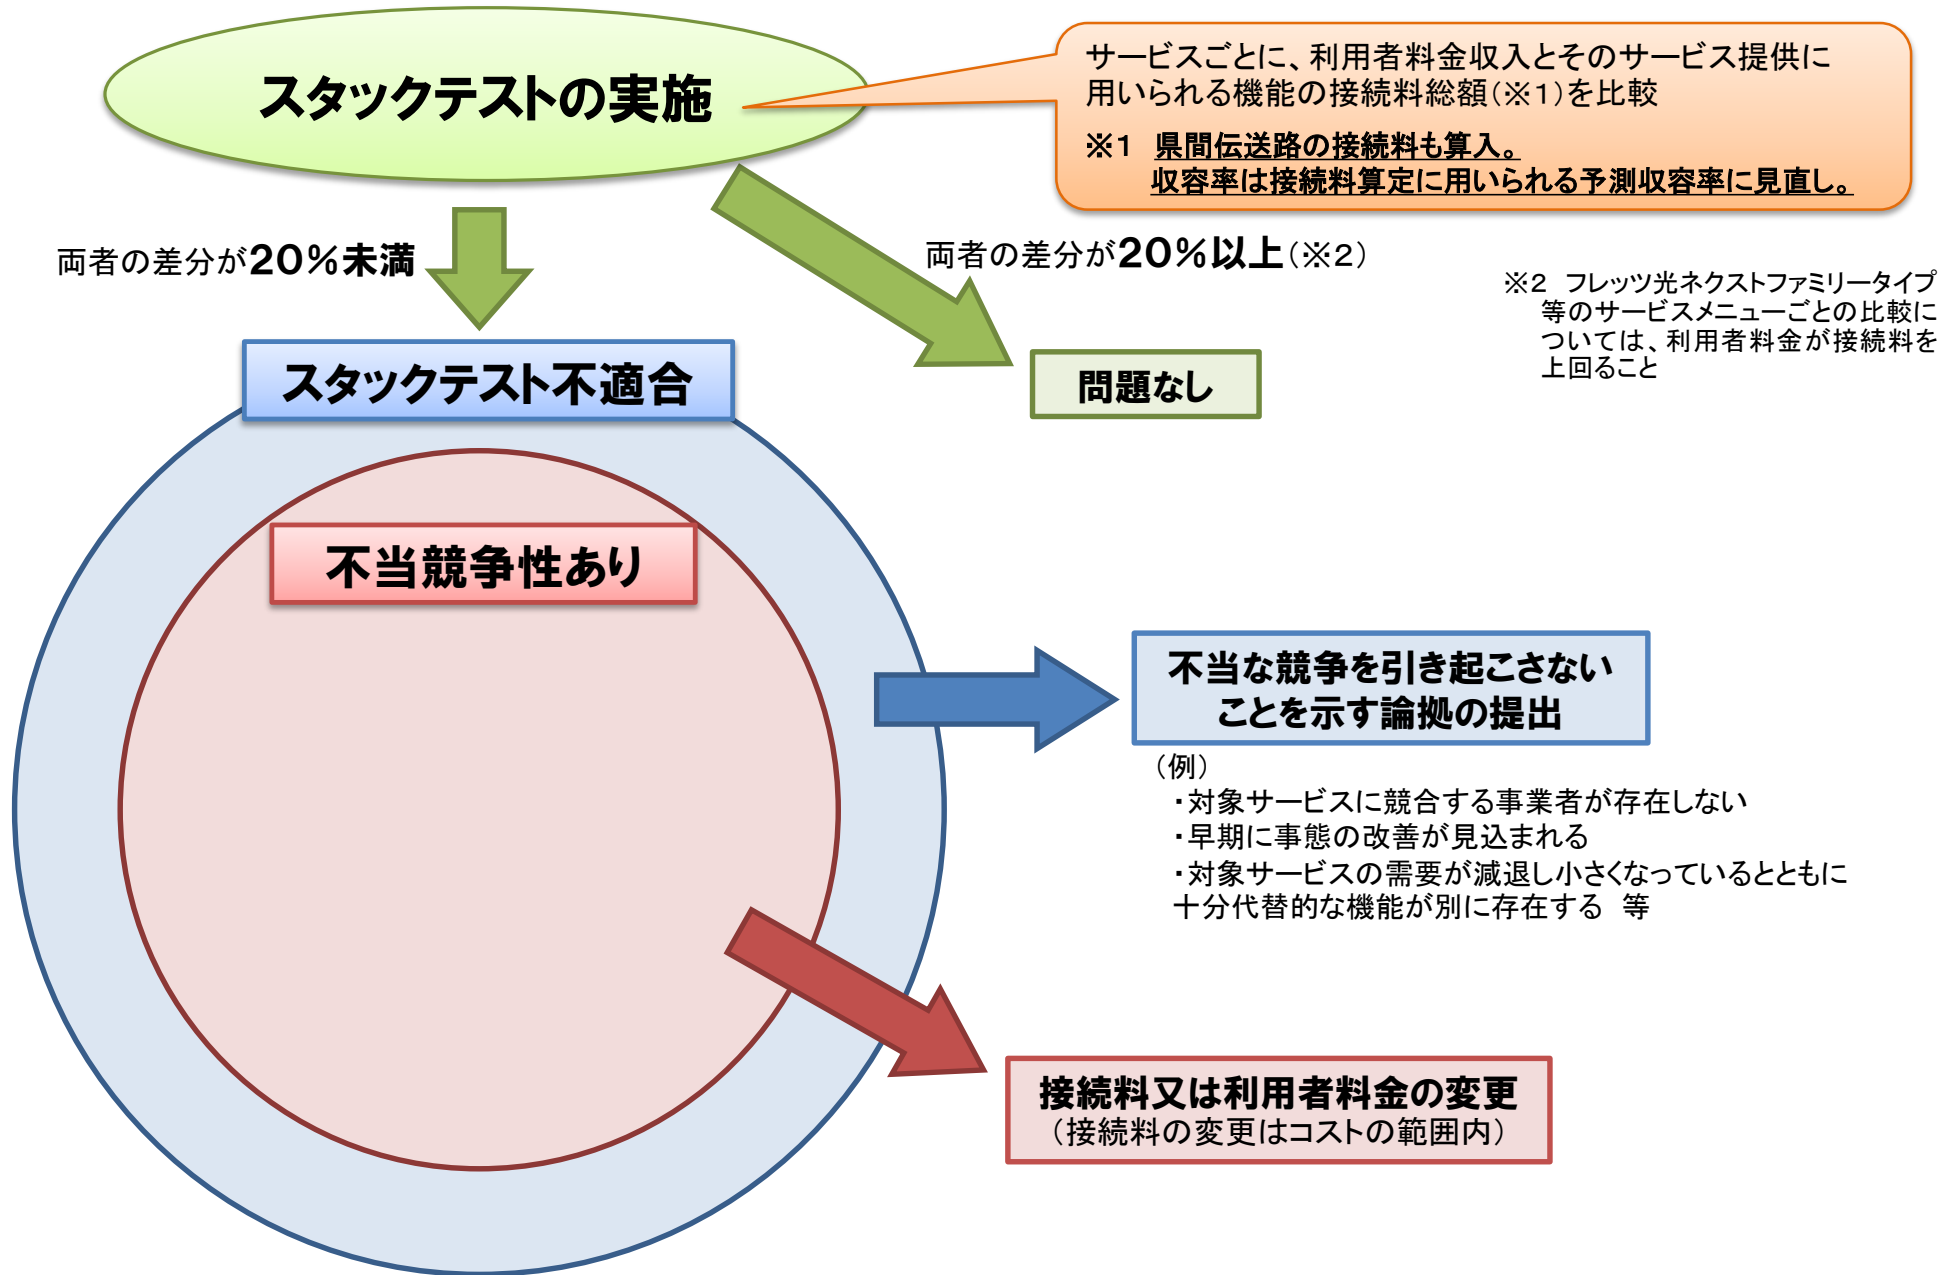 スタックテストの実施
サービスごとに、利用者料金収入とそのサービス提供に
用いられる機能の接続料総額(※1)を比較
※1 県間伝送路の接続料も算入。
収容率は接続料算定に用いられる予測収容率に見直し。
両者の差分が20%未満
両者の差分が20%以上(※2)
※2 フレッツ光ネクストファミリータイプ
等のサービスメニューごとの比較に
ついては、利用者料金が接続料を
上回ること
スタックテスト不適合
問題なし
不当競争性あり
不当な競争を引き起こさない
ことを示す論拠の提出
(例)
・対象サービスに競合する事業者が存在しない
・早期に事態の改善が見込まれる
・対象サービスの需要が減退し小さくなっているとともに
十分代替的な機能が別に存在する 等
接続料又は利用者料金の変更
(接続料の変更はコストの範囲内)